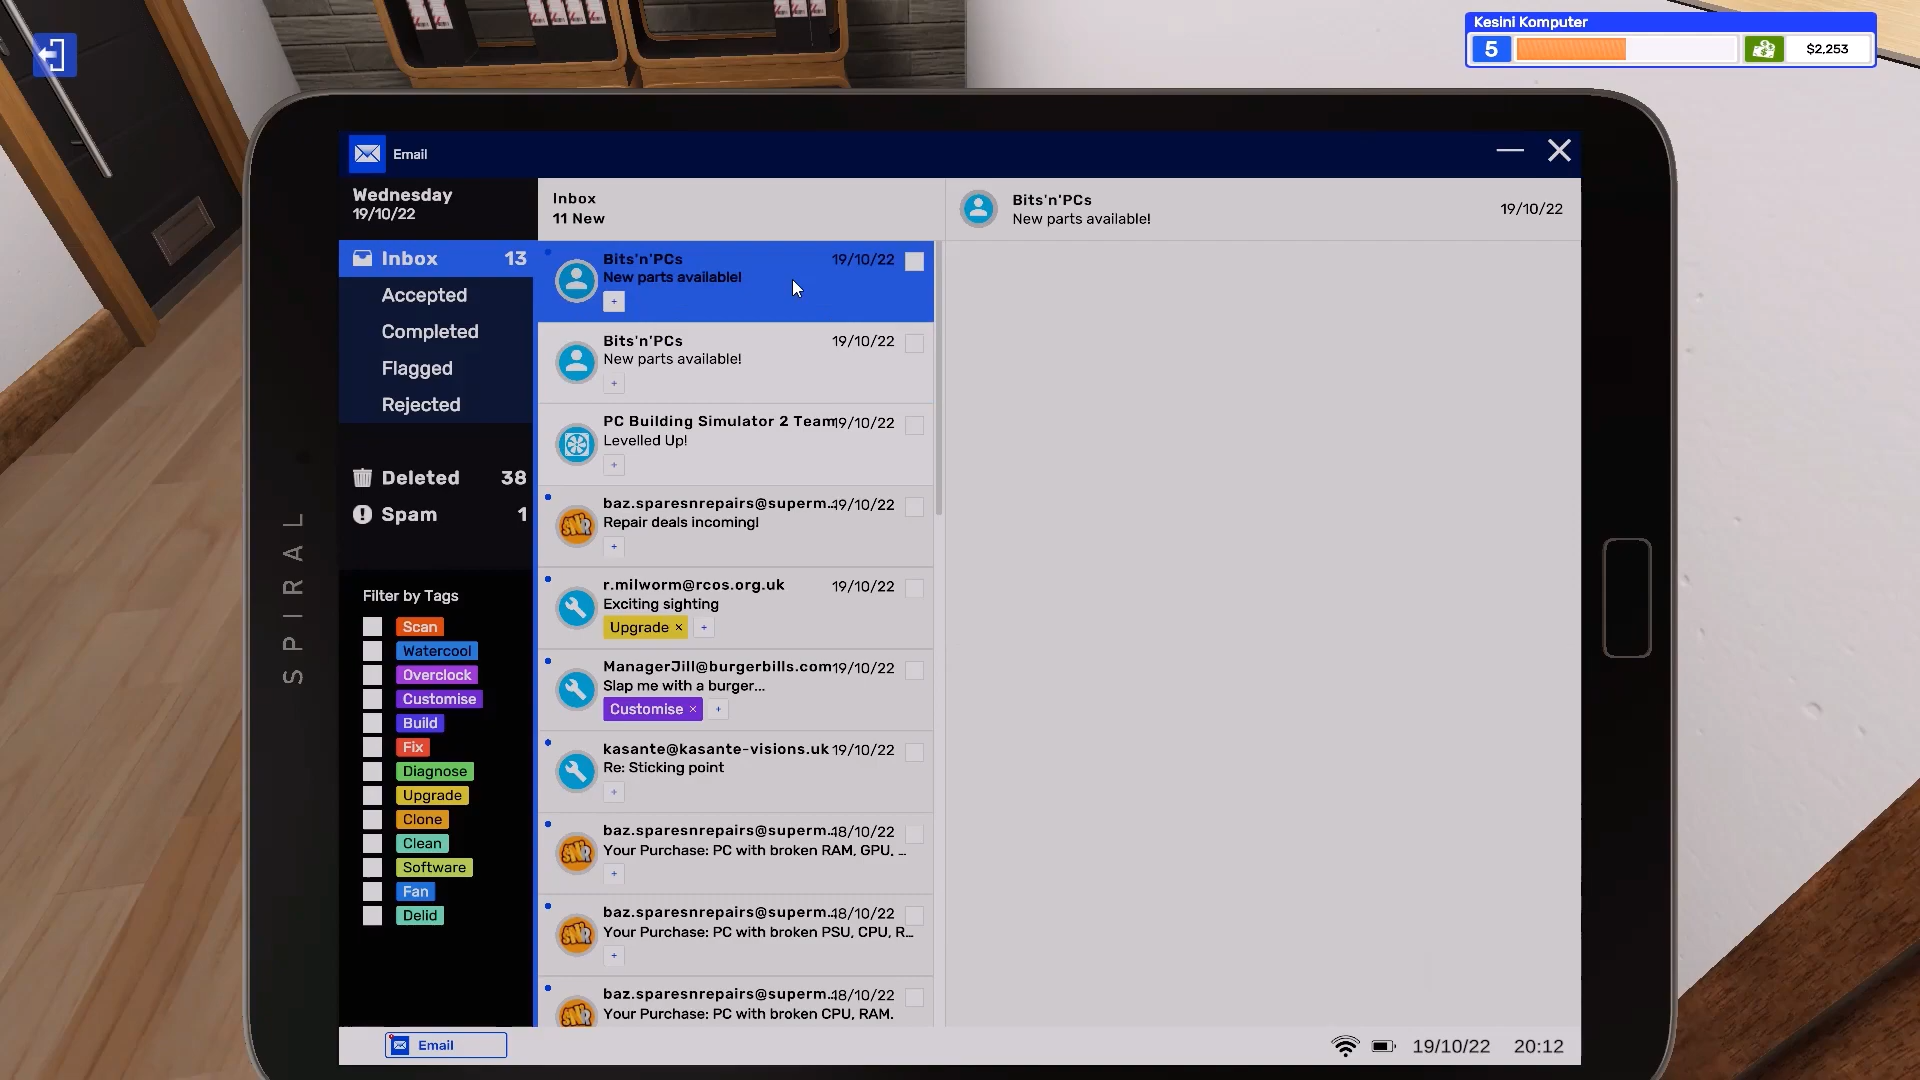 Kesini Komputer
5
$2,253
Email
Wednesday
19/10/22
Inbox 13
Accepted
Completed
Flagged
Rejected
Deleted 38
Spam 1
Filter by Tags
Scan
Watercool
Overclock
Customise
Build
Fix
Diagnose
Upgrade
Clone
Clean
Software
Fan
Delid
Inbox
11 New
Bits'n'PCs 19/10/22
New parts available!
+
Bits'n'PCs 19/10/22
New parts available!
+
PC Building Simulator 2 Team 19/10/22
Levelled Up!
+
baz.sparesnrepairs@superm... 19/10/22
Repair deals incoming!
+
r.milworm@rcos.org.uk 19/10/22
Exciting sighting
Upgrade × +
ManagerJill@burgerbills.com 19/10/22
Slap me with a burger...
Customise × +
kasante@kasante-visions.uk 19/10/22
Re: Sticking point
+
baz.sparesnrepairs@superm... 18/10/22
Your Purchase: PC with broken RAM, GPU, ...
+
baz.sparesnrepairs@superm... 18/10/22
Your Purchase: PC with broken PSU, CPU, R...
+
baz.sparesnrepairs@superm... 18/10/22
Your Purchase: PC with broken CPU, RAM.
Bits'n'PCs
New parts available!
19/10/22
SPIRAL
Email
19/10/22 20:12